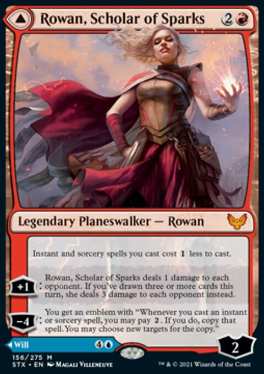 Rowan, Scholar of Sparks 2
Legendary Planeswalker — Rowan
Instant and sorcery spells you cast cost 1 less to cast.
+1 : Rowan, Scholar of Sparks deals 1 damage to each
opponent. If you've drawn three or more cards this
turn, she deals 3 damage to each opponent instead.
−4 : You get an emblem with "Whenever you cast an instant
or sorcery spell, you may pay 2. If you do, copy that
spell. You may choose new targets for the copy."
Will 4
2
156/275 M
STX • EN MAGALI VILLENEUVE
™ & © 2021 Wizards of the Coast